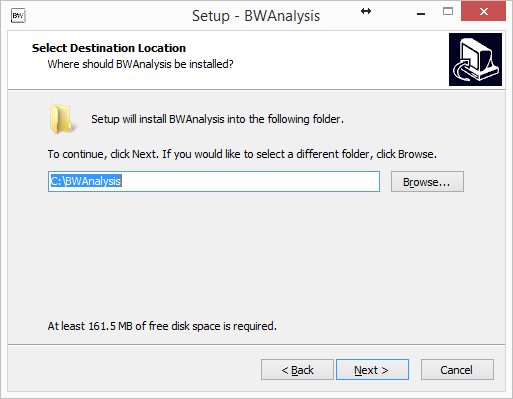 BW
Setup - BWAnalysis
Select Destination Location
Where should BWAnalysis be installed?
Setup will install BWAnalysis into the following folder.
To continue, click Next. If you would like to select a different folder, click Browse.
C:\BWAnalysis
Browse...
At least 161.5 MB of free disk space is required.
< Back
Next >
Cancel